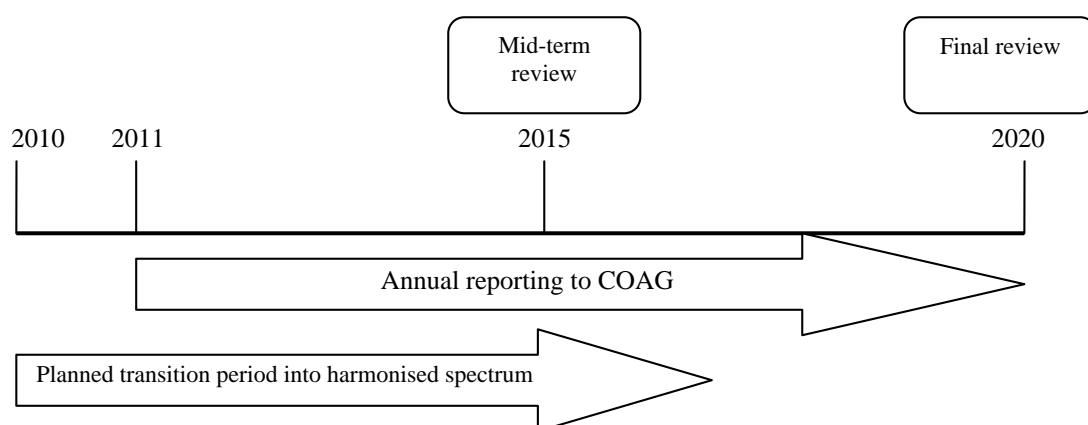 Mid-term
review
Final review
2010 2011 2015 2020
Annual reporting to COAG
Planned transition period into harmonised spectrum